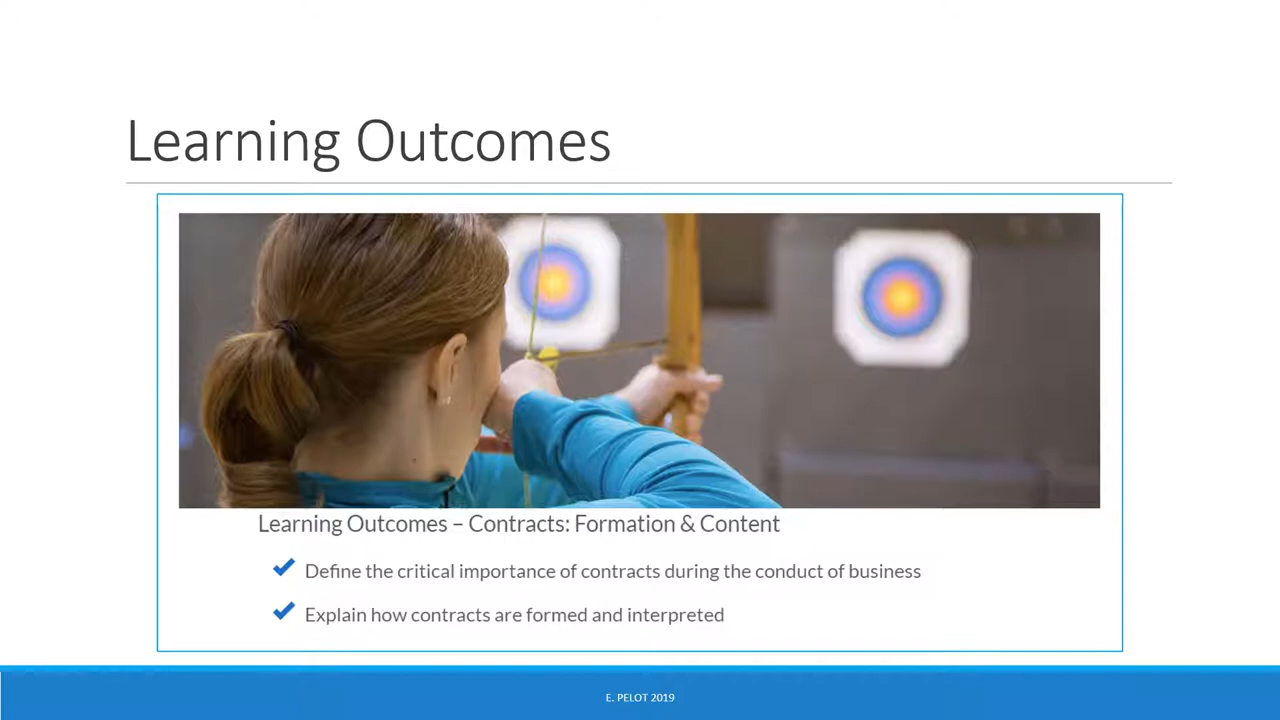 Learning Outcomes
Learning Outcomes – Contracts: Formation & Content
Define the critical importance of contracts during the conduct of business
Explain how contracts are formed and interpreted
E. PELOT 2019